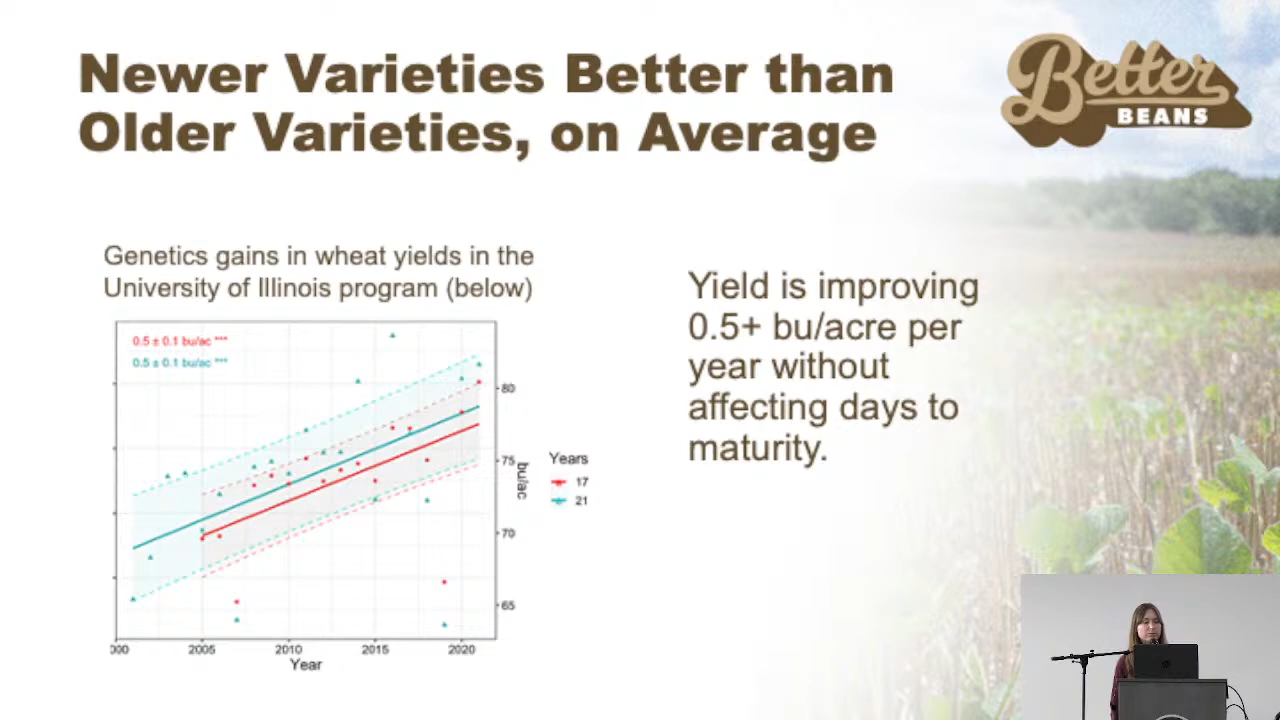 Newer Varieties Better than
Older Varieties, on Average
Better
BEANS
Genetics gains in wheat yields in the
University of Illinois program (below)
Yield is improving
0.5+ bu/acre per
year without
affecting days to
maturity.
0.5 ± 0.1 bu/ac ***
0.5 ± 0.1 bu/ac ***
80
75
70
65
bu/ac
Years
17
21
000
2005
2010
2015
2020
Year